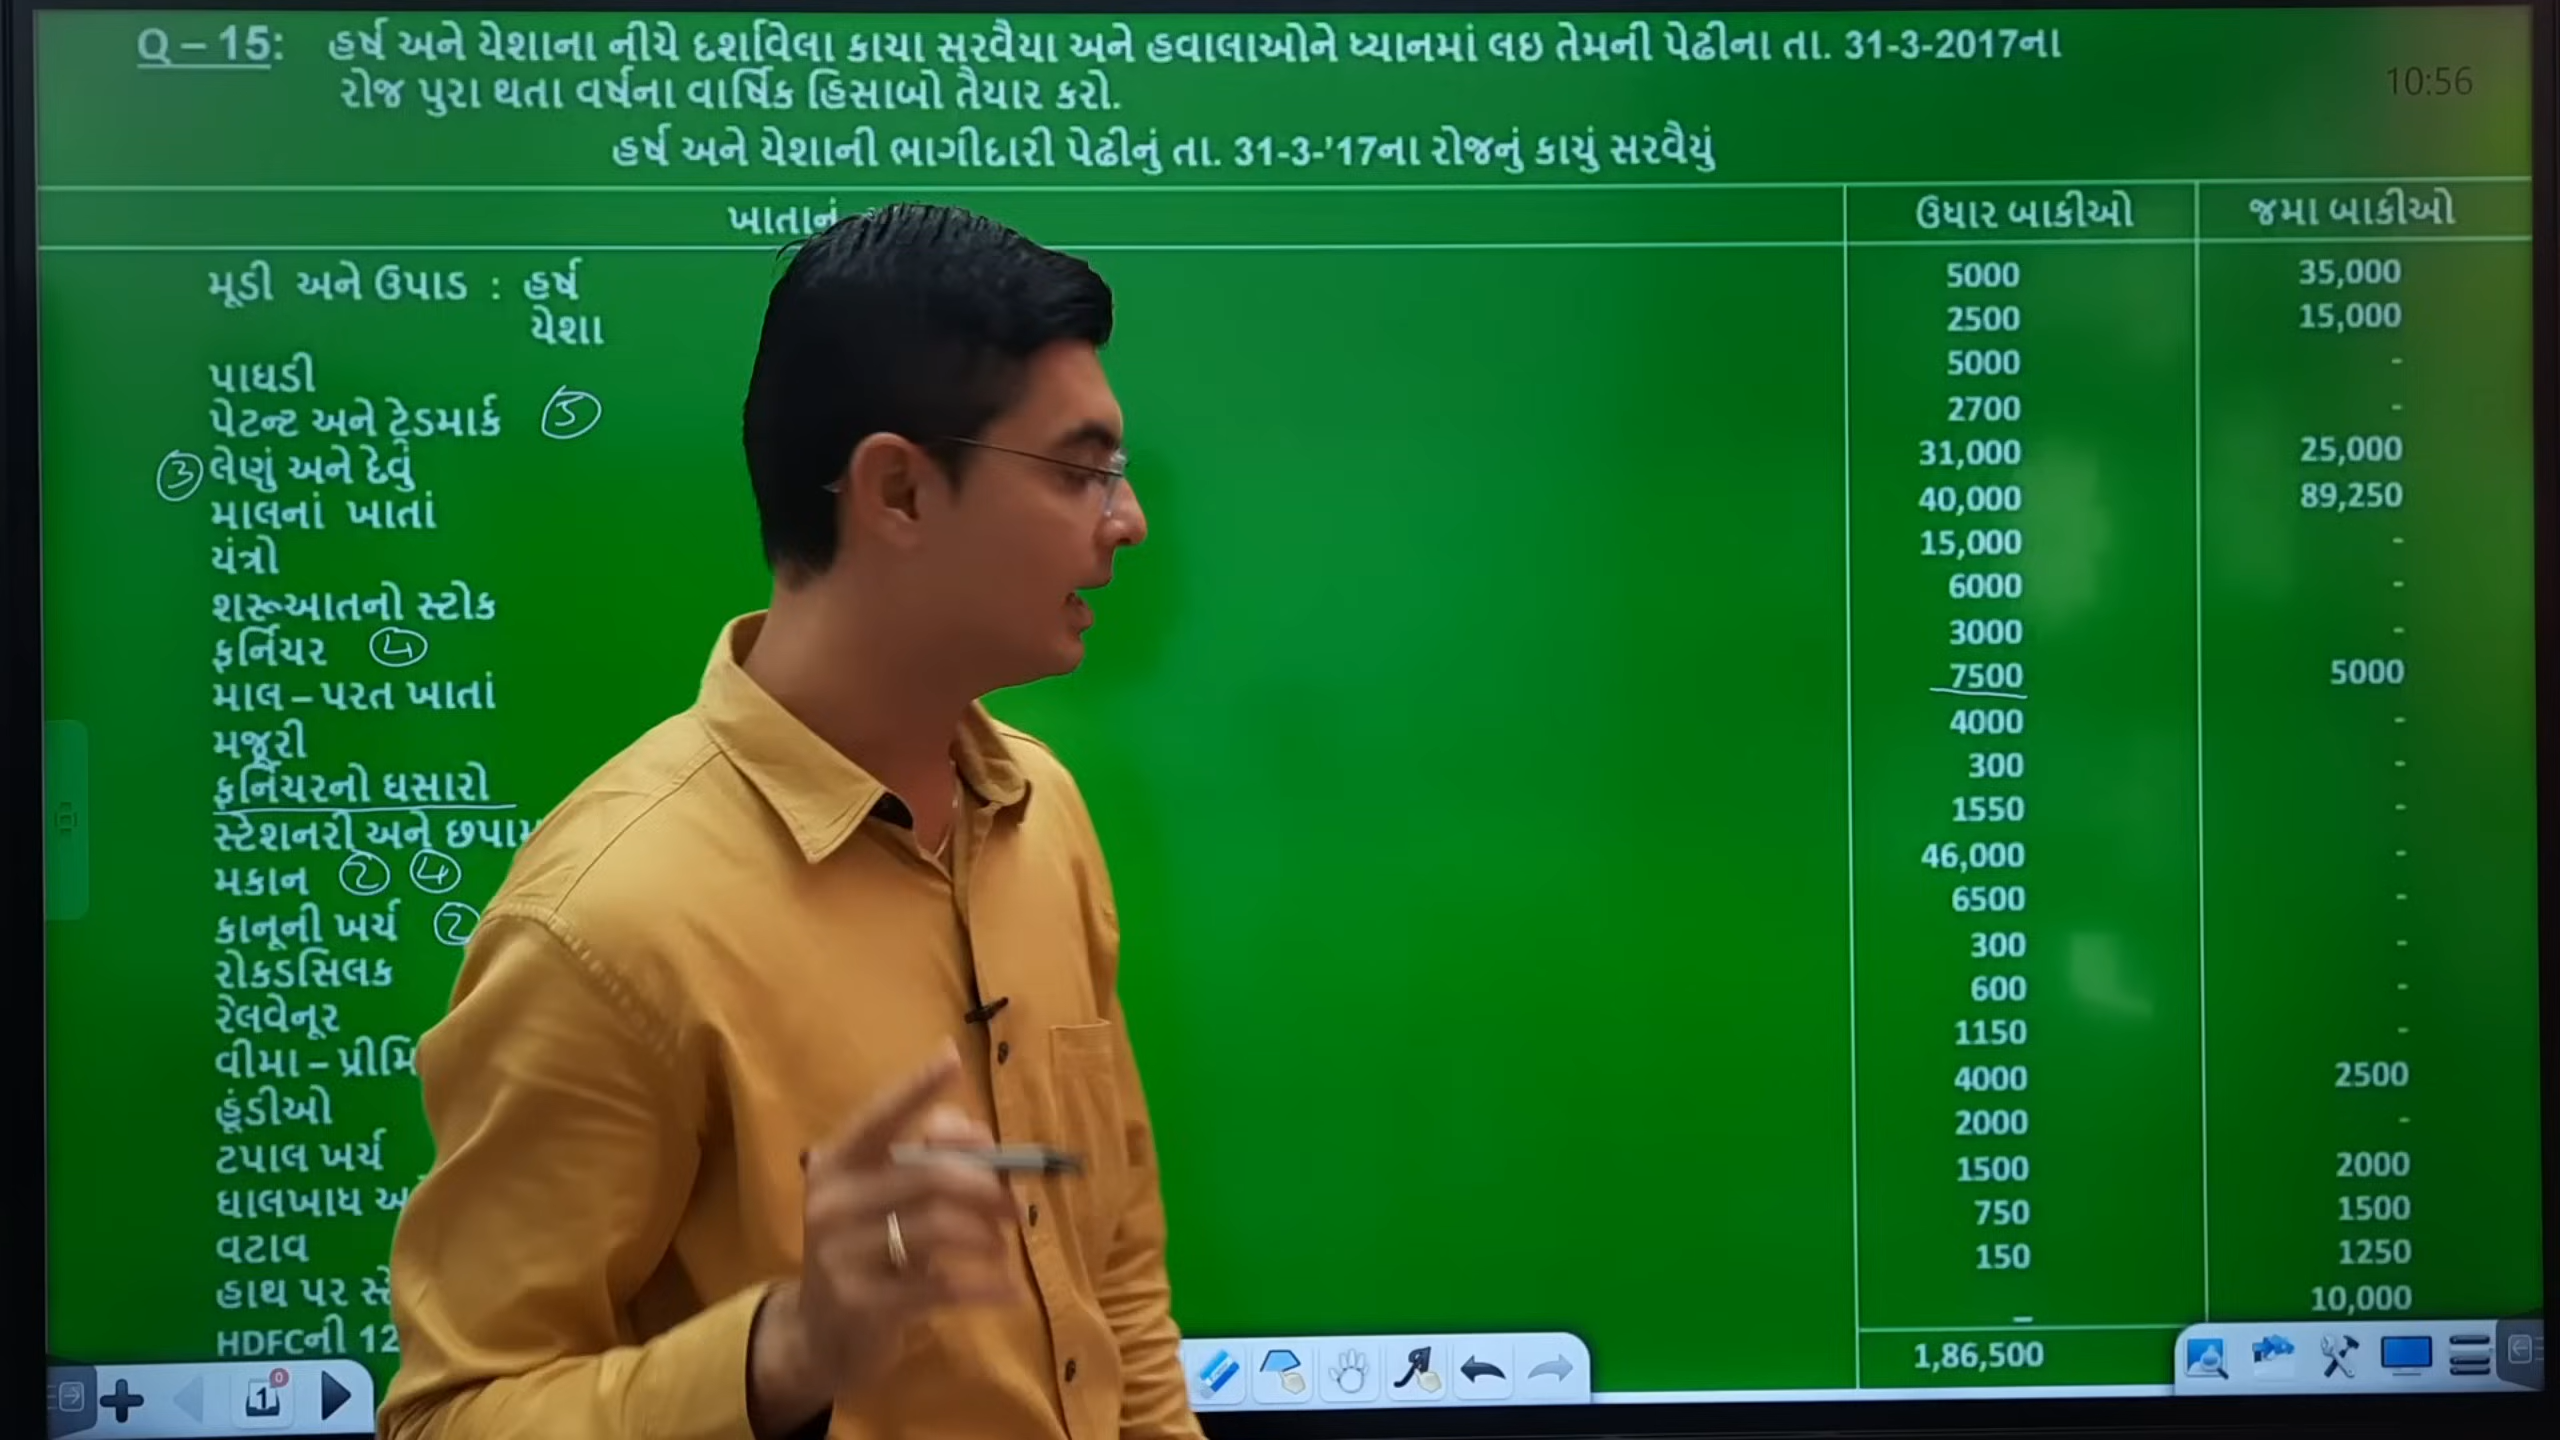 Q – 15: હર્ષ અને યેશાના નીચે દર્શાવેલા કાચા સરવૈયા અને હવાલાઓને ધ્યાનમાં લઇ તેમની પેઢીના તા. 31-3-2017ના
રોજ પુરા થતા વર્ષના વાર્ષિક હિસાબો તૈયાર કરો.
10:56
હર્ષ અને યેશાની ભાગીદારી પેઢીનું તા. 31-3-'17ના રોજનું કાચું સરવૈયું
ખાતાનું ઉધાર બાકીઓ જમા બાકીઓ
મૂડી અને ઉપાડ : હર્ષ 5000 35,000
યેશા 2500 15,000
પાઘડી 5000 -
પેટન્ટ અને ટ્રેડમાર્ક 5 2700 -
3 લેણું અને દેવું 31,000 25,000
માલનાં ખાતાં 40,000 89,250
યંત્રો 15,000 -
શરૂઆતનો સ્ટોક 6000 -
ફર્નિચર 4 3000 -
માલ – પરત ખાતાં 7500 5000
મજૂરી 4000 -
ફર્નિચરનો ઘસારો 300 -
સ્ટેશનરી અને 1550 -
મકાન 2 4 46,000 -
કાનૂની ખર્ચ 2 6500 -
રોકડસિલક 300 -
રેલવેનૂર 600 -
વીમા – 1150 -
હૂંડીઓ 4000 2500
ટપાલ ખર્ચ 2000 -
ઘાલખાધ 1500 2000
વટાવ 750 1500
હાથ પર 150 1250
HDFCની 12 – 10,000
1,86,500
1
0